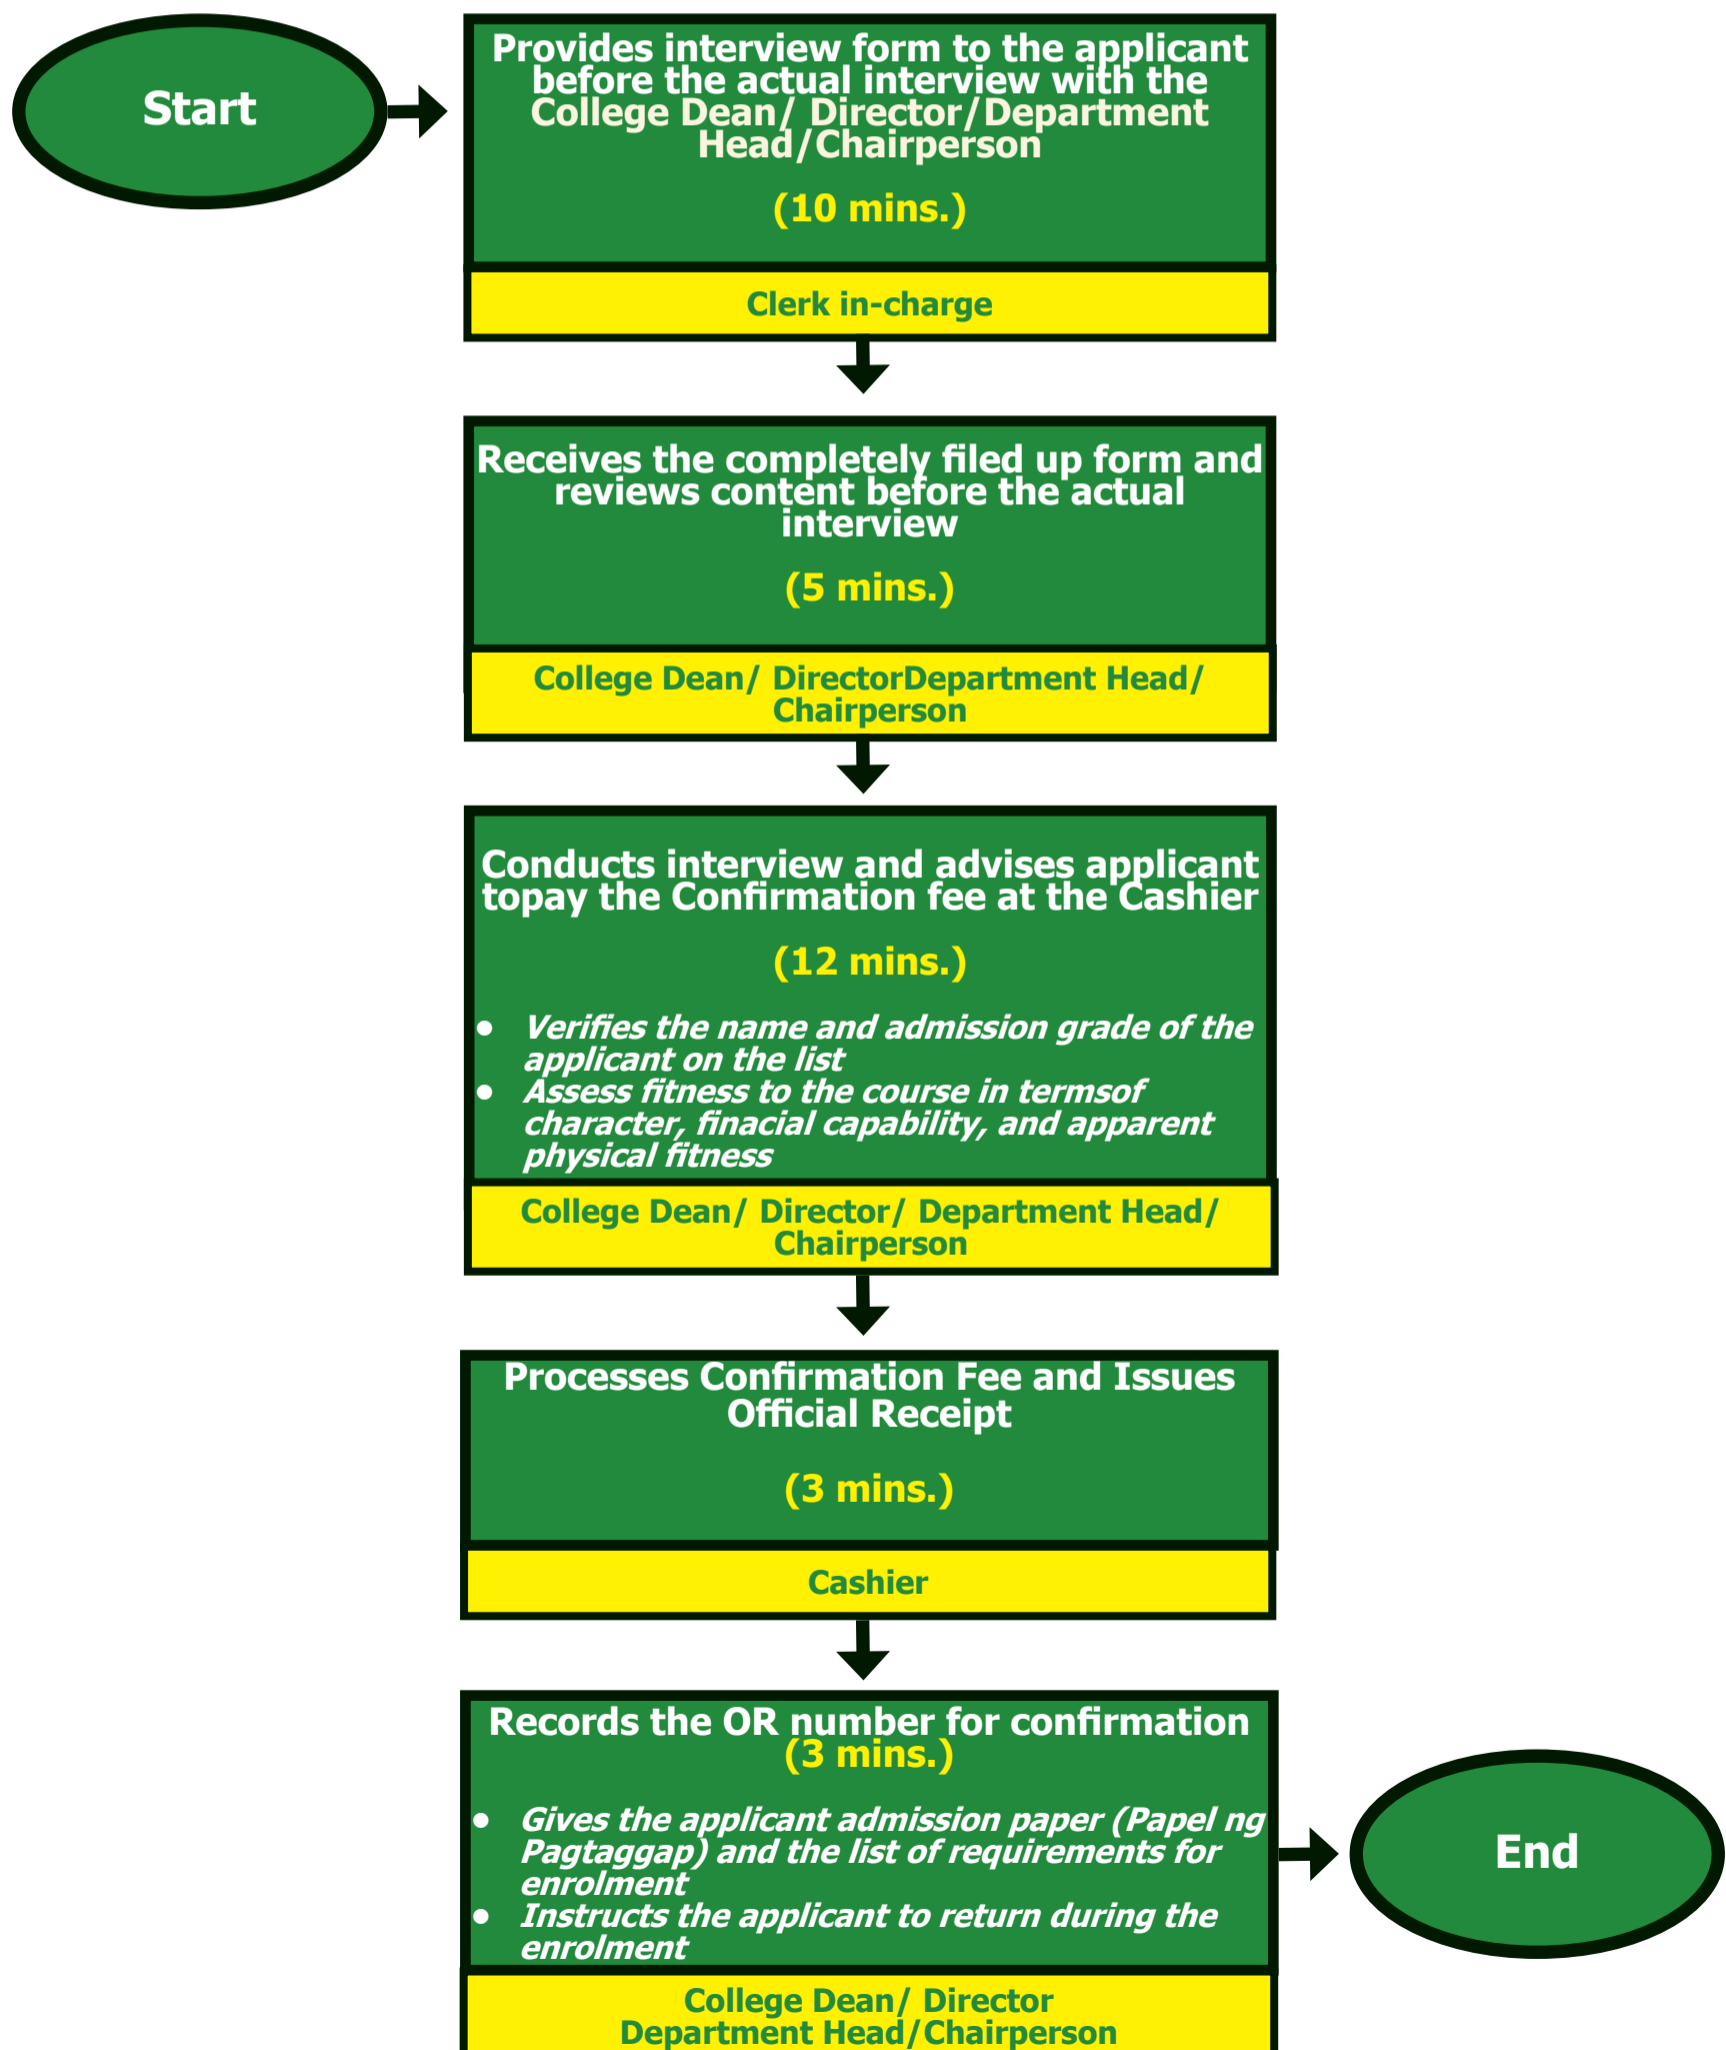 Start
Provides interview form to the applicant
before the actual interview with the
College Dean/ Director/Department
Head/Chairperson
(10 mins.)
Clerk in-charge
Receives the completely filed up form and
reviews content before the actual
interview
(5 mins.)
College Dean/ DirectorDepartment Head/
Chairperson
Conducts interview and advises applicant
topay the Confirmation fee at the Cashier
(12 mins.)
● Verifies the name and admission grade of the
applicant on the list
● Assess fitness to the course in termsof
character, finacial capability, and apparent
physical fitness
College Dean/ Director/ Department Head/
Chairperson
Processes Confirmation Fee and Issues
Official Receipt
(3 mins.)
Cashier
Records the OR number for confirmation
(3 mins.)
● Gives the applicant admission paper (Papel ng
Pagtaggap) and the list of requirements for
enrolment
● Instructs the applicant to return during the
enrolment
College Dean/ Director
Department Head/Chairperson
End